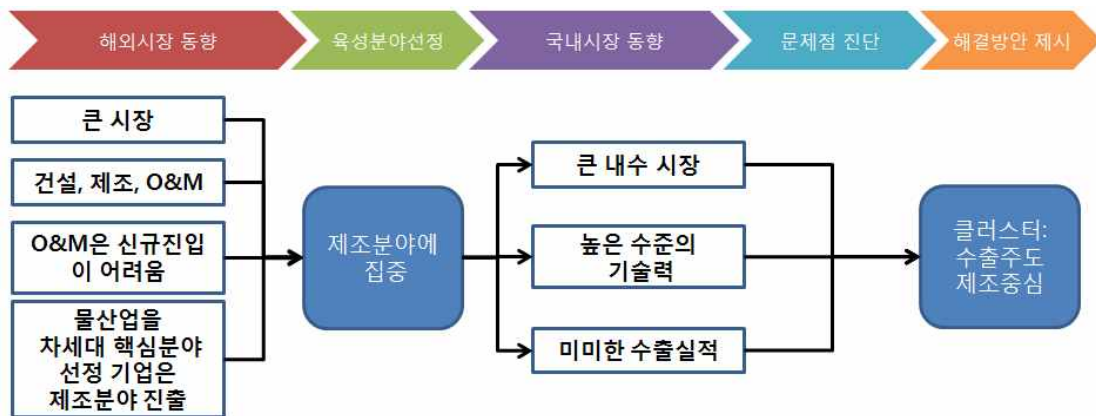 해외시장 동향
육성분야선정
국내시장 동향
문제점 진단
해결방안 제시
큰 시장
건설, 제조, O&M
O&M은 신규진입
이 어려움
물산업을
차세대 핵심분야
선정 기업은
제조분야 진출
제조분야에
집중
큰 내수 시장
높은 수준의
기술력
미미한 수출실적
클러스터:
수출주도
제조중심